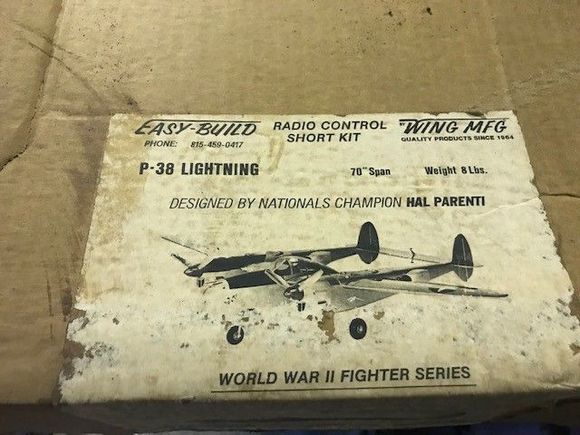 EASY-BUILD RADIO CONTROL SHORT KIT BY WING MFG
PHONE: 815-459-0417 QUALITY PRODUCTS SINCE 1964
P-38 LIGHTNING 70" Span Weight 8 Lbs.
DESIGNED BY NATIONALS CHAMPION HAL PARENTI
WORLD WAR II FIGHTER SERIES